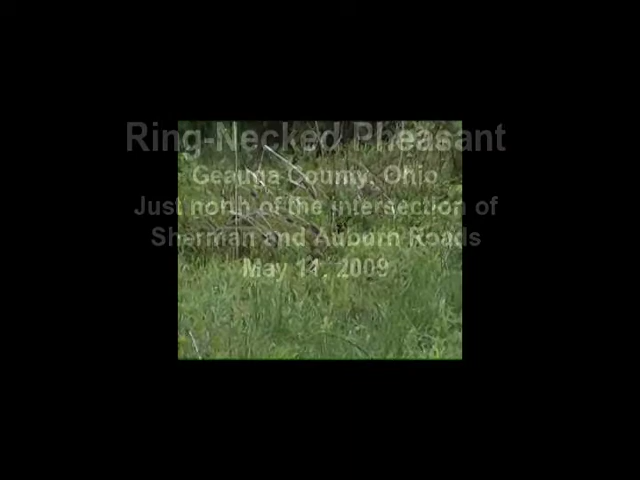 Ring-Necked Pheasant
Geauga County, Ohio
Just north of the intersection of
Sherman and Auburn Roads
May 11, 2009